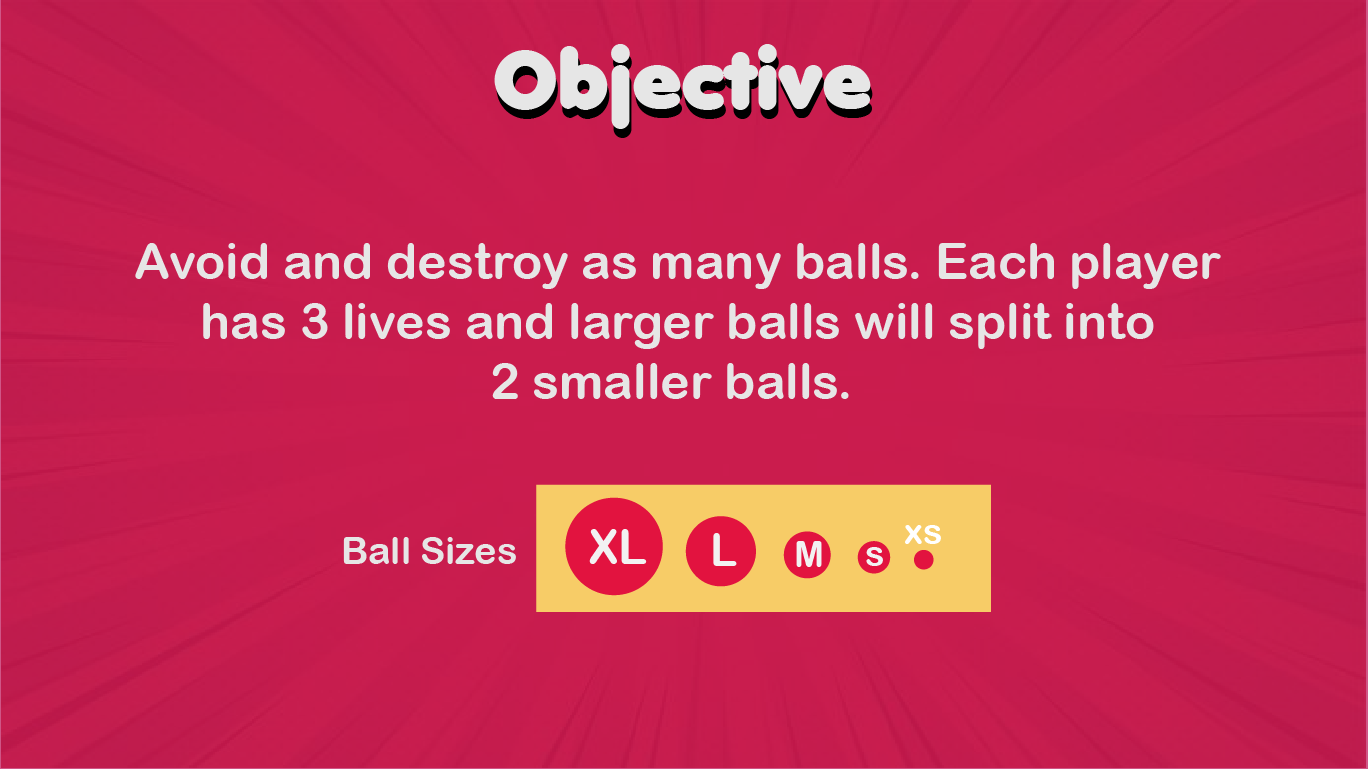 Objective
Avoid and destroy as many balls. Each player
has 3 lives and larger balls will split into
2 smaller balls.
Ball Sizes
XL L M S XS